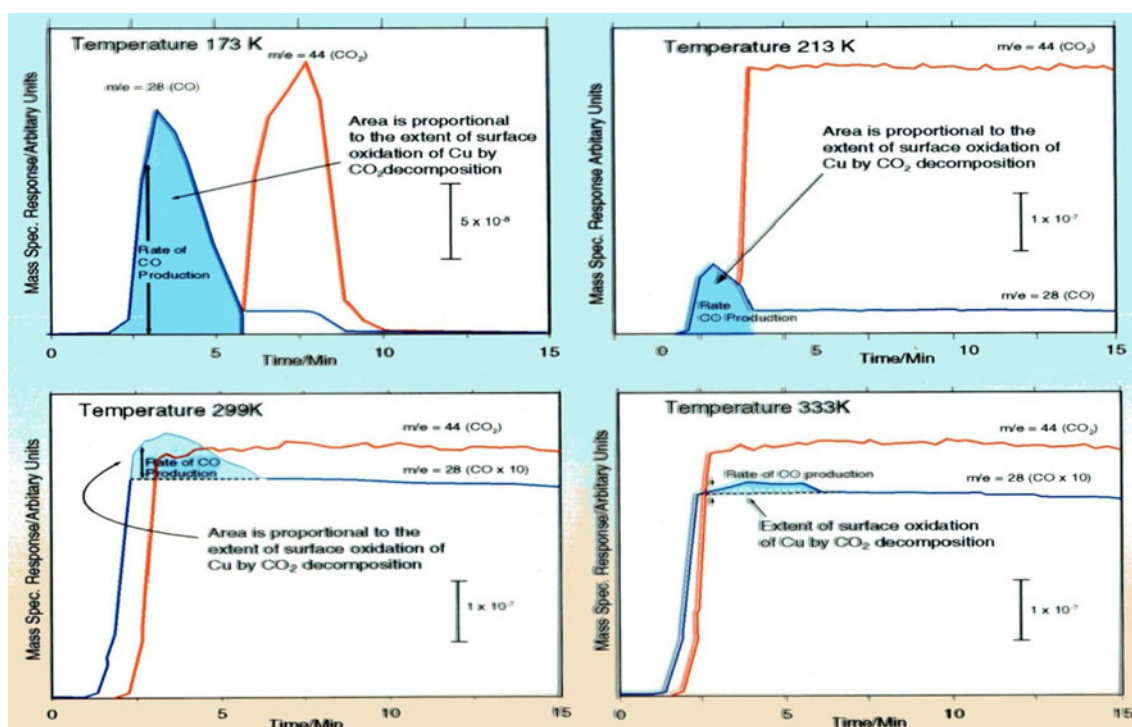 Temperature 173 K
m/e = 44 (CO₂)
m/e = 28 (CO)
Area is proportional
to the extent of surface
oxidation of Cu by
CO₂decomposition
5 x 10⁻⁸
Rate of
CO
Production
Mass Spec. Response/Arbitary Units
0 5 10 15
Time/Min
Temperature 213 K
m/e = 44 (CO₂)
Area is proportional to the
extent of surface oxidation of
Cu by CO₂ decomposition
1 x 10⁻⁷
m/e = 28 (CO)
Rate
CO Production
Mass Spec. Response Arbitary Units
0 5 10 15
Time/Min
Temperature 299K
m/e = 44 (CO₂)
Rate of CO
Production
m/e = 28 (CO x 10)
Area is proportional to the
extent of surface oxidation of
Cu by CO₂ decomposition
1 x 10⁻⁷
Mass Spec. Response/Arbitary Units
0 5 10 15
Time/Min
Temperature 333K
m/e = 44 (CO₂)
Rate of CO production
m/e = 28 (CO x 10)
Extent of surface oxidation
of Cu by CO₂ decomposition
1 x 10⁻⁷
Mass Spec. Response/Arbitary Units
0 5 10 15
Time/Min